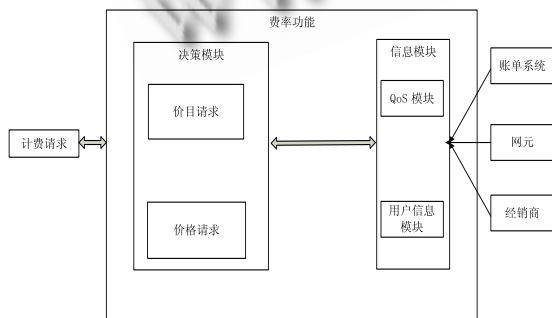 费率功能
决策模块
信息模块
价目请求
QoS 模块
账单系统
计费请求
网元
价格请求
用户信息
模块
经销商